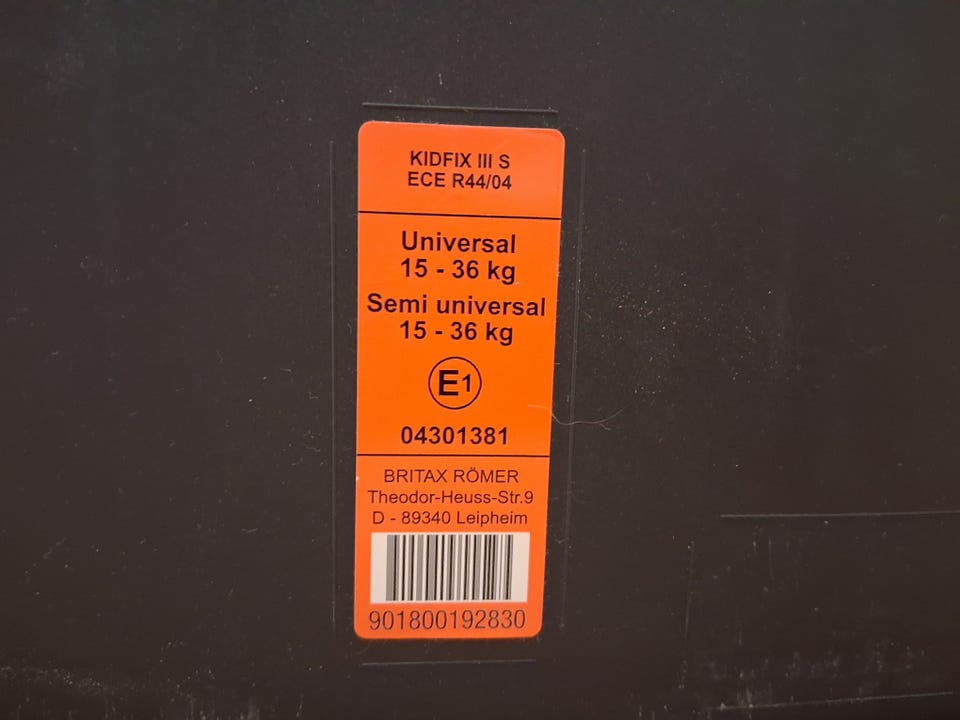 KIDFIX III S
ECE R44/04
Universal
15 - 36 kg
Semi universal
15 - 36 kg
E1
04301381
BRITAX RÖMER
Theodor-Heuss-Str.9
D - 89340 Leipheim
901800192830